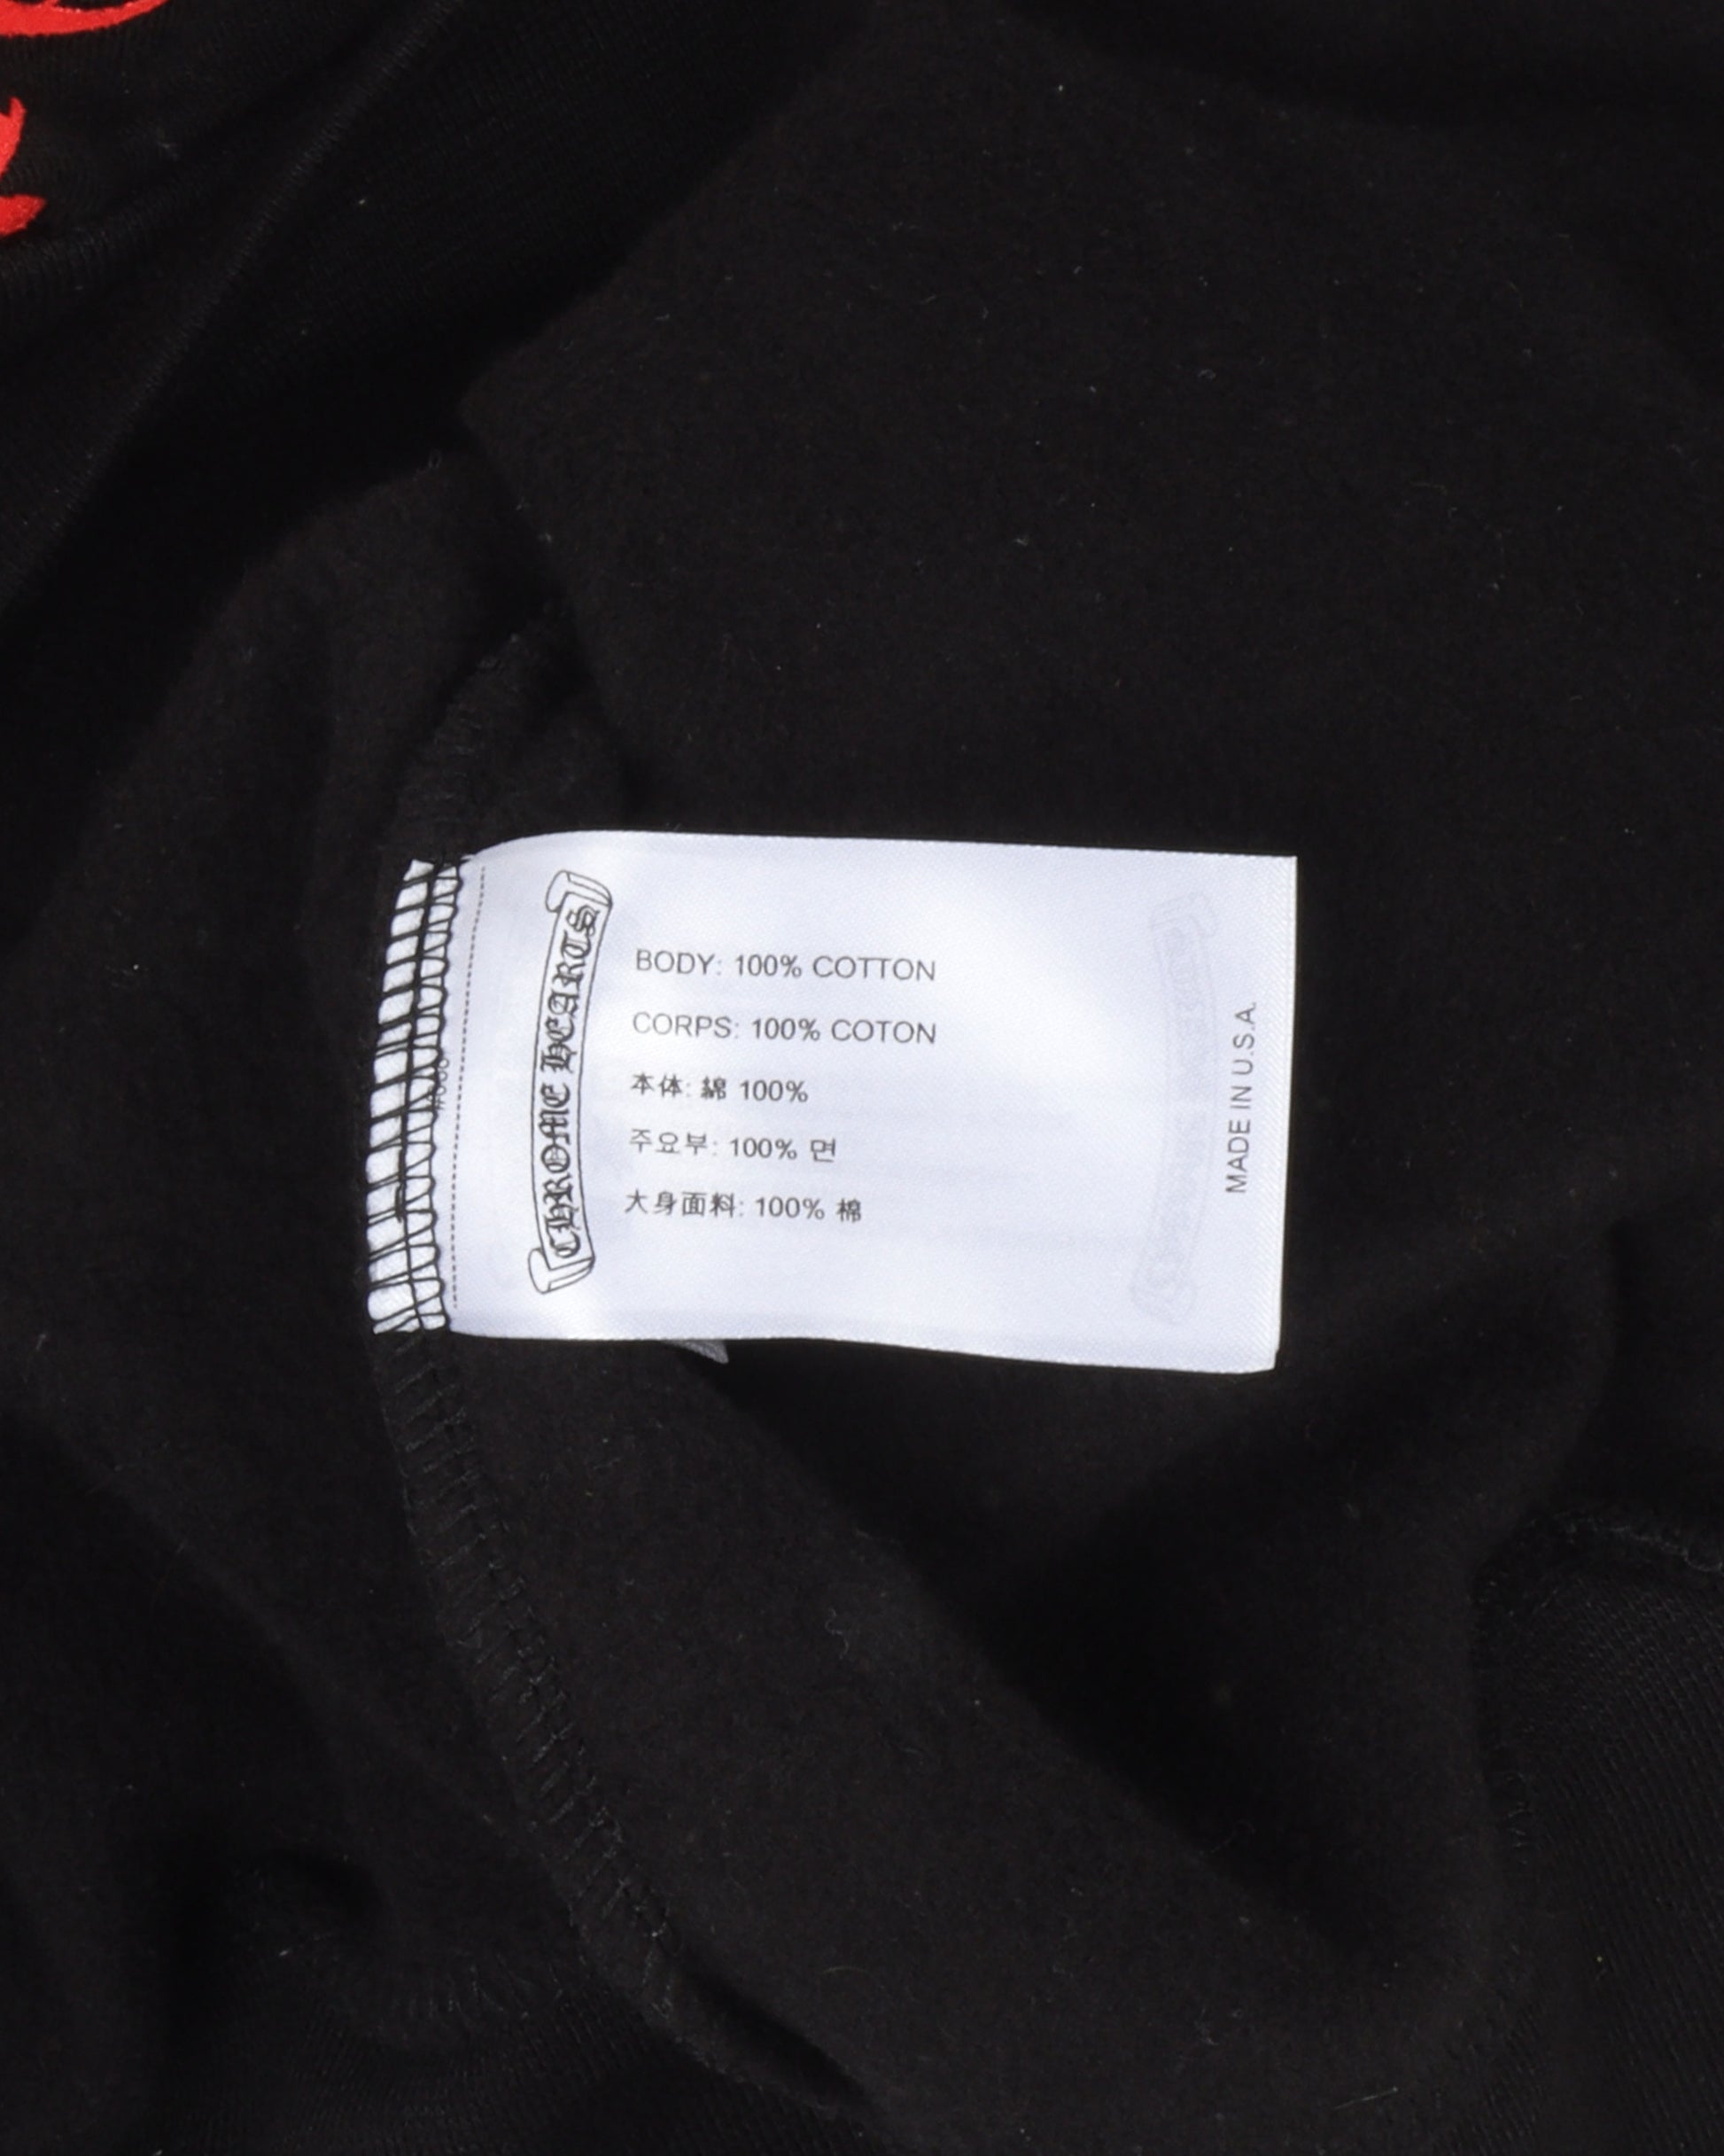 CHROME HEARTS
BODY: 100% COTTON
CORPS: 100% COTON
本体: 綿 100%
주요부: 100% 면
大身面料: 100% 棉
MADE IN U.S.A.